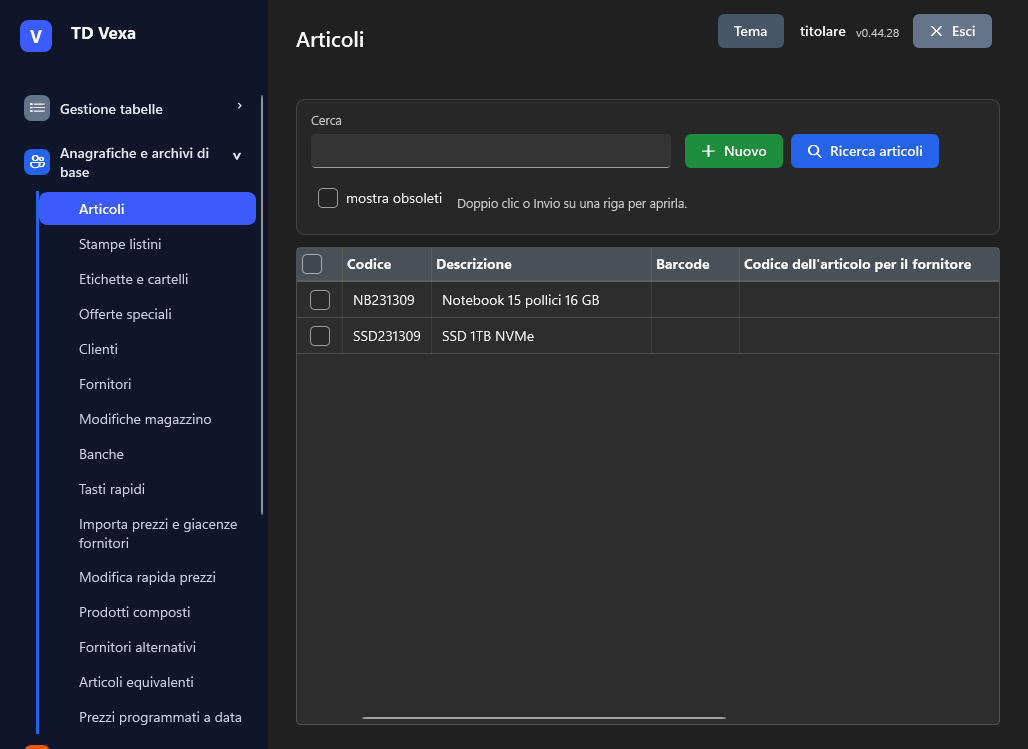 V
TD Vexa
Gestione tabelle
Anagrafiche e archivi di
base
Articoli
Stampe listini
Etichette e cartelli
Offerte speciali
Clienti
Fornitori
Modifiche magazzino
Banche
Tasti rapidi
Importa prezzi e giacenze
fornitori
Modifica rapida prezzi
Prodotti composti
Fornitori alternativi
Articoli equivalenti
Prezzi programmati a data
Articoli
Tema titolare v0.44.28 Esci
Cerca
Nuovo Ricerca articoli
mostra obsoleti Doppio clic o Invio su una riga per aprirla.
Codice Descrizione Barcode Codice dell'articolo per il fornitore
NB231309 Notebook 15 pollici 16 GB
SSD231309 SSD 1TB NVMe